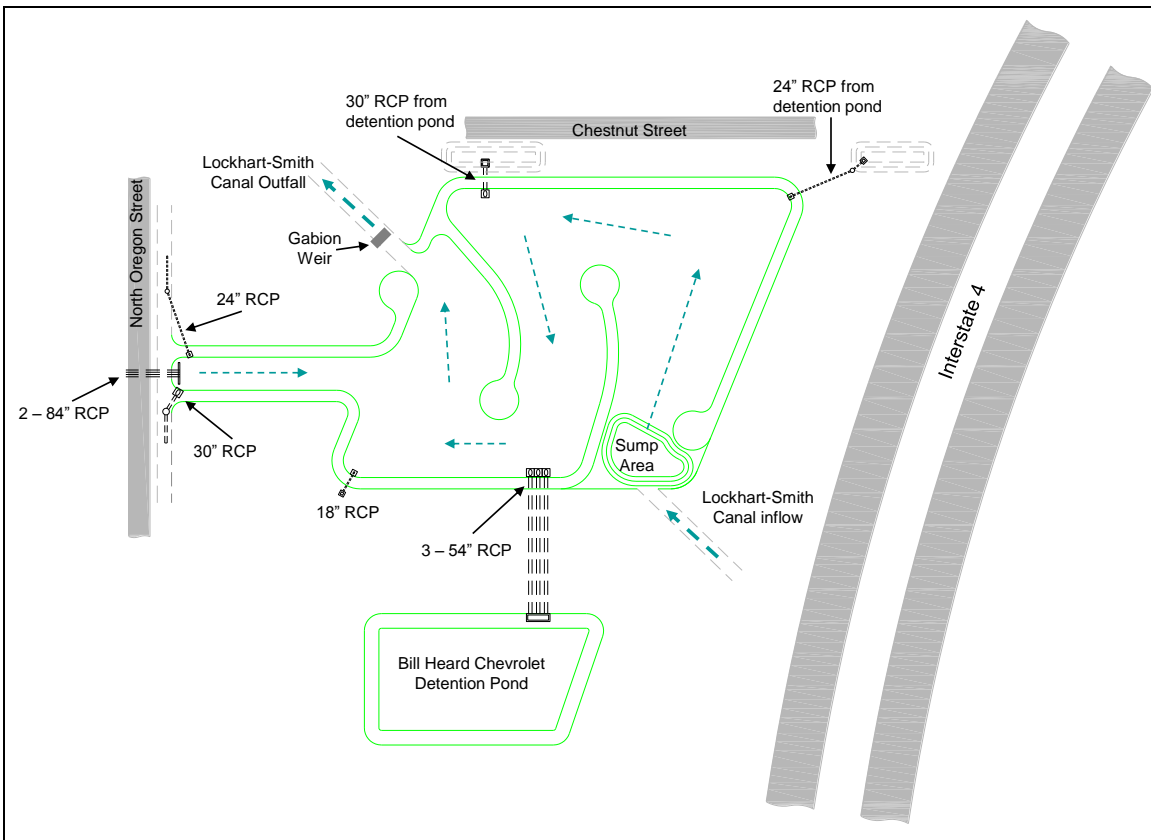 24” RCP from
detention pond
30” RCP from
detention pond
Chestnut Street
Lockhart-Smith
Canal Outfall
Gabion
Weir
North Oregon Street
24” RCP
Interstate 4
2 – 84” RCP
30” RCP
Sump
Area
18” RCP
Lockhart-Smith
Canal inflow
3 – 54” RCP
Bill Heard Chevrolet
Detention Pond